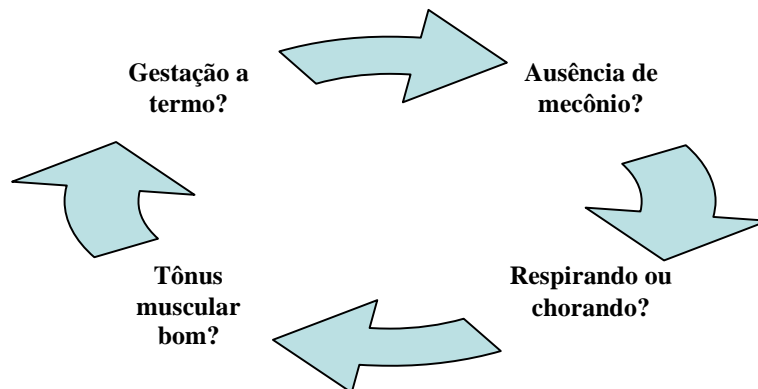 Gestação a
termo?
Ausência de
mecônio?
Respirando ou
chorando?
Tônus
muscular
bom?